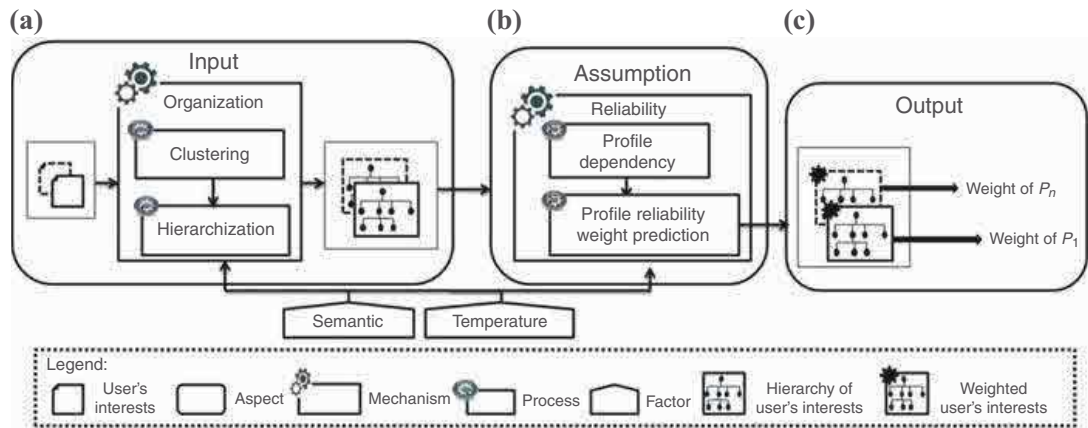 (a)
(b)
(c)
Input
Organization
Clustering
Hierarchization
Assumption
Reliability
Profile
dependency
Profile reliability
weight prediction
Output
Weight of Pn
Weight of P1
Semantic
Temperature
Legend:
User's
interests
Aspect
Mechanism
Process
Factor
Hierarchy of
user's interests
Weighted
user's interests